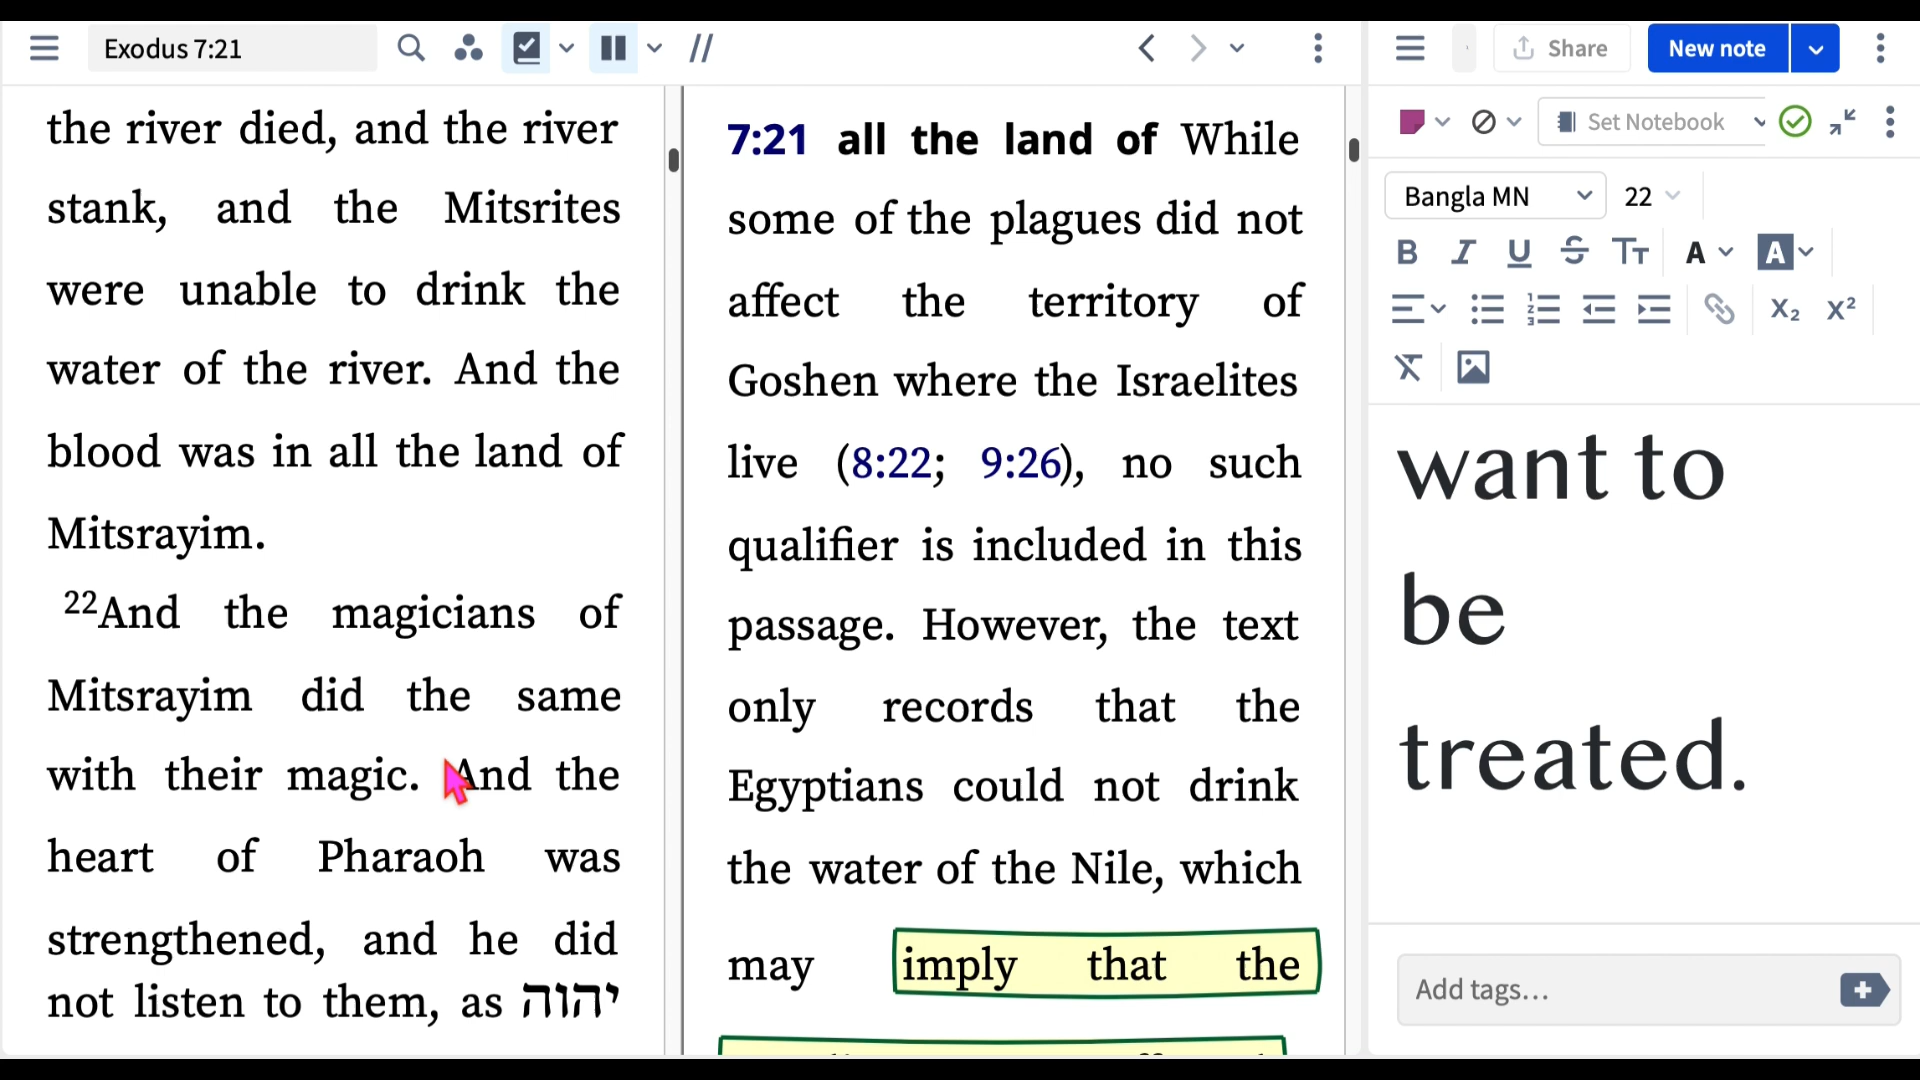 Exodus 7:21
the river died, and the river
stank, and the Mitsrites
were unable to drink the
water of the river. And the
blood was in all the land of
Mitsrayim.
22And the magicians of
Mitsrayim did the same
with their magic. And the
heart of Pharaoh was
strengthened, and he did
not listen to them, as יהוה
7:21 all the land of While
some of the plagues did not
affect the territory of
Goshen where the Israelites
live (8:22; 9:26), no such
qualifier is included in this
passage. However, the text
only records that the
Egyptians could not drink
the water of the Nile, which
may imply that the
Share
New note
Set Notebook
Bangla MN 22
want to
be
treated.
Add tags…